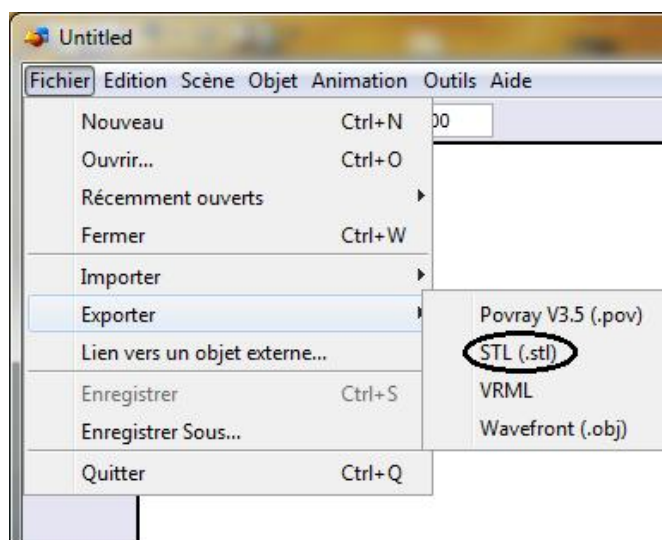 Untitled
Fichier Edition Scène Objet Animation Outils Aide
Nouveau Ctrl+N
Ouvrir... Ctrl+O
Récemment ouverts
Fermer Ctrl+W
Importer
Exporter
Lien vers un objet externe...
Enregistrer Ctrl+S
Enregistrer Sous...
Quitter Ctrl+Q
Povray V3.5 (.pov)
STL (.stl)
VRML
Wavefront (.obj)